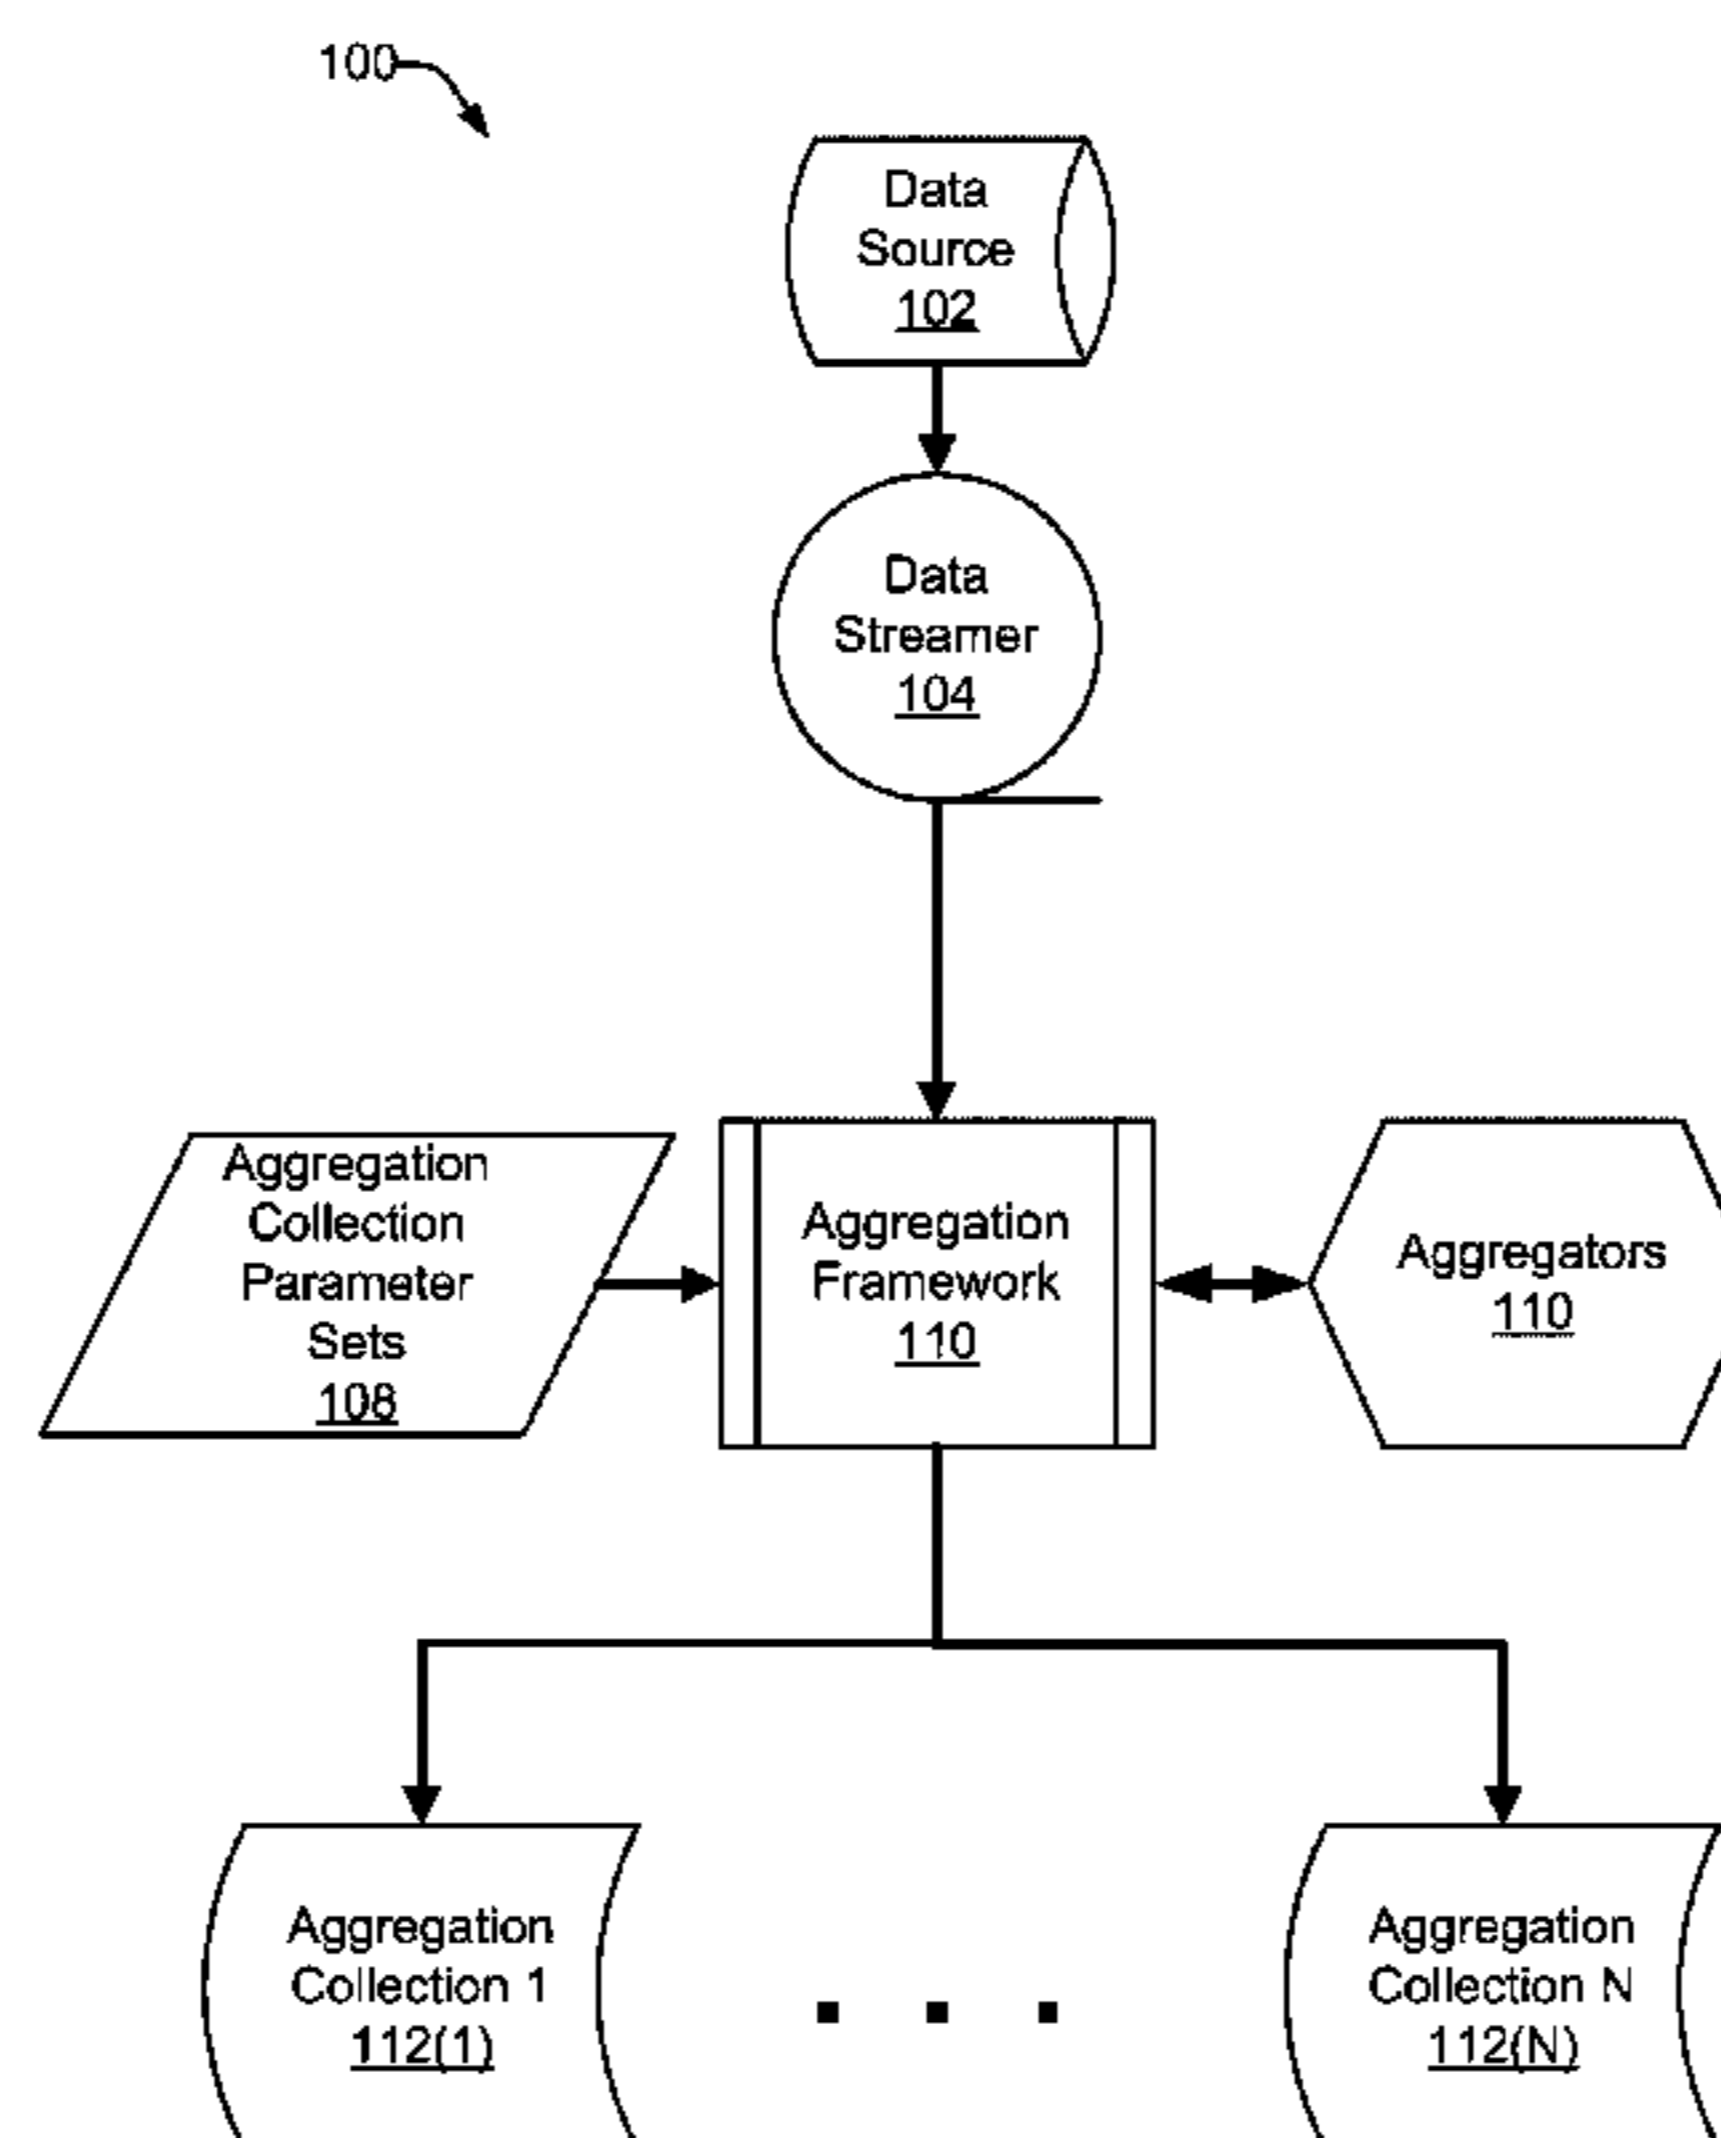 100
Data
Source
102
Data
Streamer
104
Aggregation
Collection
Parameter
Sets
108
Aggregation
Framework
110
Aggregators
110
Aggregation
Collection 1
112(1)
Aggregation
Collection N
112(N)